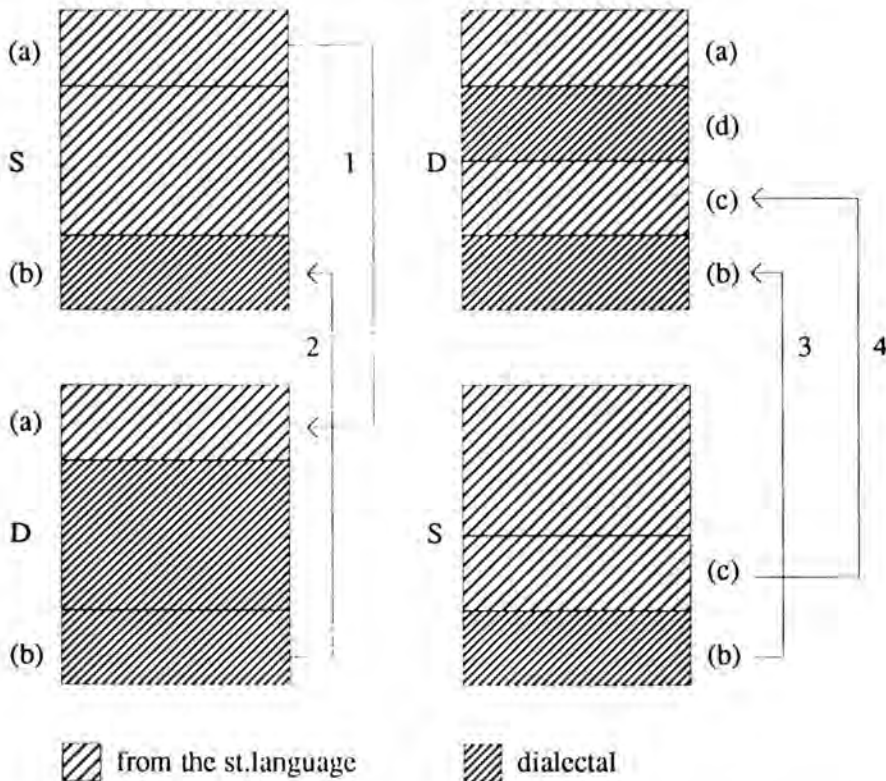 (a) (a)
(d)
S 1 D
(c)
(b) (b)
2 3 4
(a)
D S
(c)
(b) (b)
from the st.language dialectal